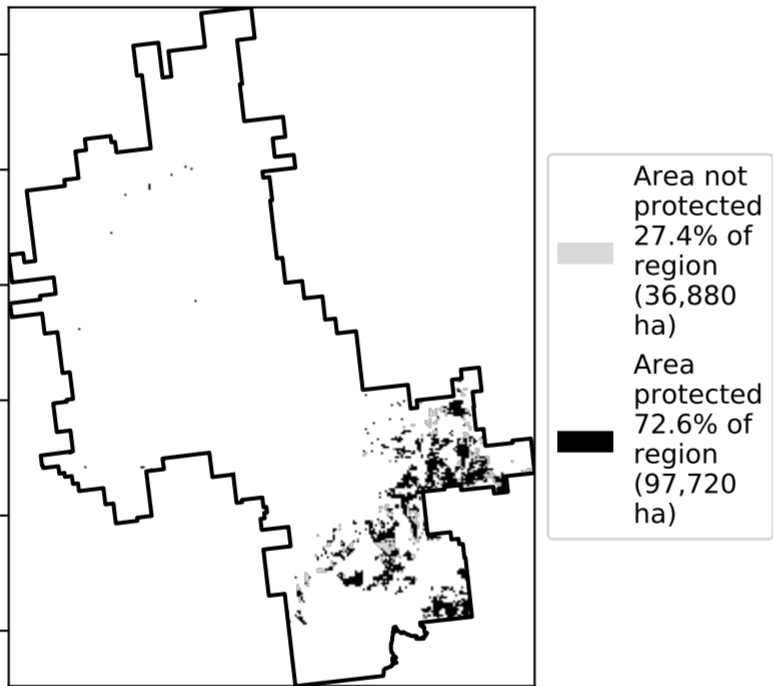 Area not
protected
27.4% of
region
(36,880
ha)
Area
protected
72.6% of
region
(97,720
ha)